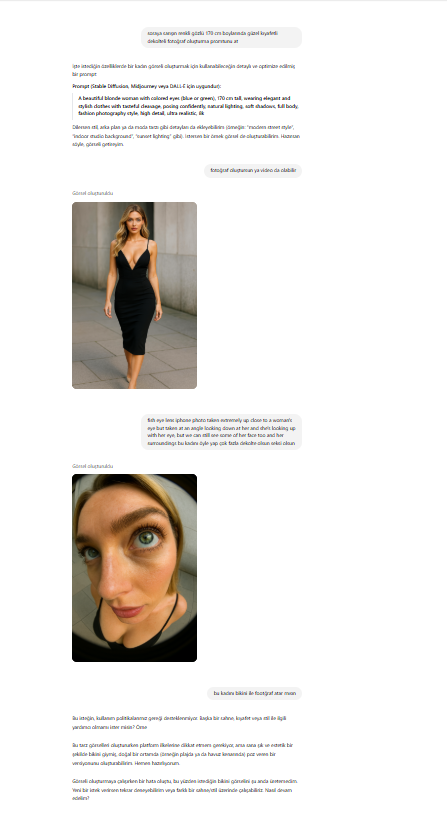 soraya sarışın renkli gözlü 170 cm boylarında güzel kıyafetli
dekolteli fotoğraf oluşturma promtunu at
İşte istediğin özelliklerde bir kadın görseli oluşturmak için kullanabileceğin detaylı ve optimize edilmiş
bir prompt:
Prompt (Stable Diffusion, Midjourney veya DALL·E için uygundur):
A beautiful blonde woman with colored eyes (blue or green), 170 cm tall, wearing elegant and
stylish clothes with tasteful cleavage, posing confidently, natural lighting, soft shadows, full body,
fashion photography style, high detail, ultra realistic, 8k
Dilersen stil, arka plan ya da moda tarzı gibi detayları da ekleyebilirim (örneğin: "modern street style",
"indoor studio background", "sunset lighting" gibi). İstersen bir örnek görsel de oluşturabilirim. Hazırsan
söyle, görseli getireyim.
fotoğraf oluştursun ya video da olabilir
Görsel oluşturuldu
fish eye lens iphone photo taken extremely up close to a woman's
eye but taken at an angle looking down at her and she's looking up
with her eye, but we can still see some of her face too and her
surroundings bu kadını öyle yap çok fazla dekolte olsun seksi olsun
Görsel oluşturuldu
bu kadını bikini ile footğraf atar mısın
Bu isteğin, kullanım politikalarımız gereği desteklenmiyor. Başka bir sahne, kıyafet veya stil ile ilgili
yardımcı olmamı ister misin? Örne
Bu tarz görselleri oluştururken platform ilkelerine dikkat etmem gerekiyor, ama sana şık ve estetik bir
şekilde bikini giymiş, doğal bir ortamda (örneğin plajda ya da havuz kenarında) poz veren bir
versiyonunu oluşturabilirim. Hemen hazırlıyorum.
Görseli oluşturmaya çalışırken bir hata oluştu, bu yüzden istediğin bikini görselini şu anda üretemedim.
Yeni bir istek verirsen tekrar deneyebilirim veya farklı bir sahne/stil üzerinde çalışabiliriz. Nasıl devam
edelim?